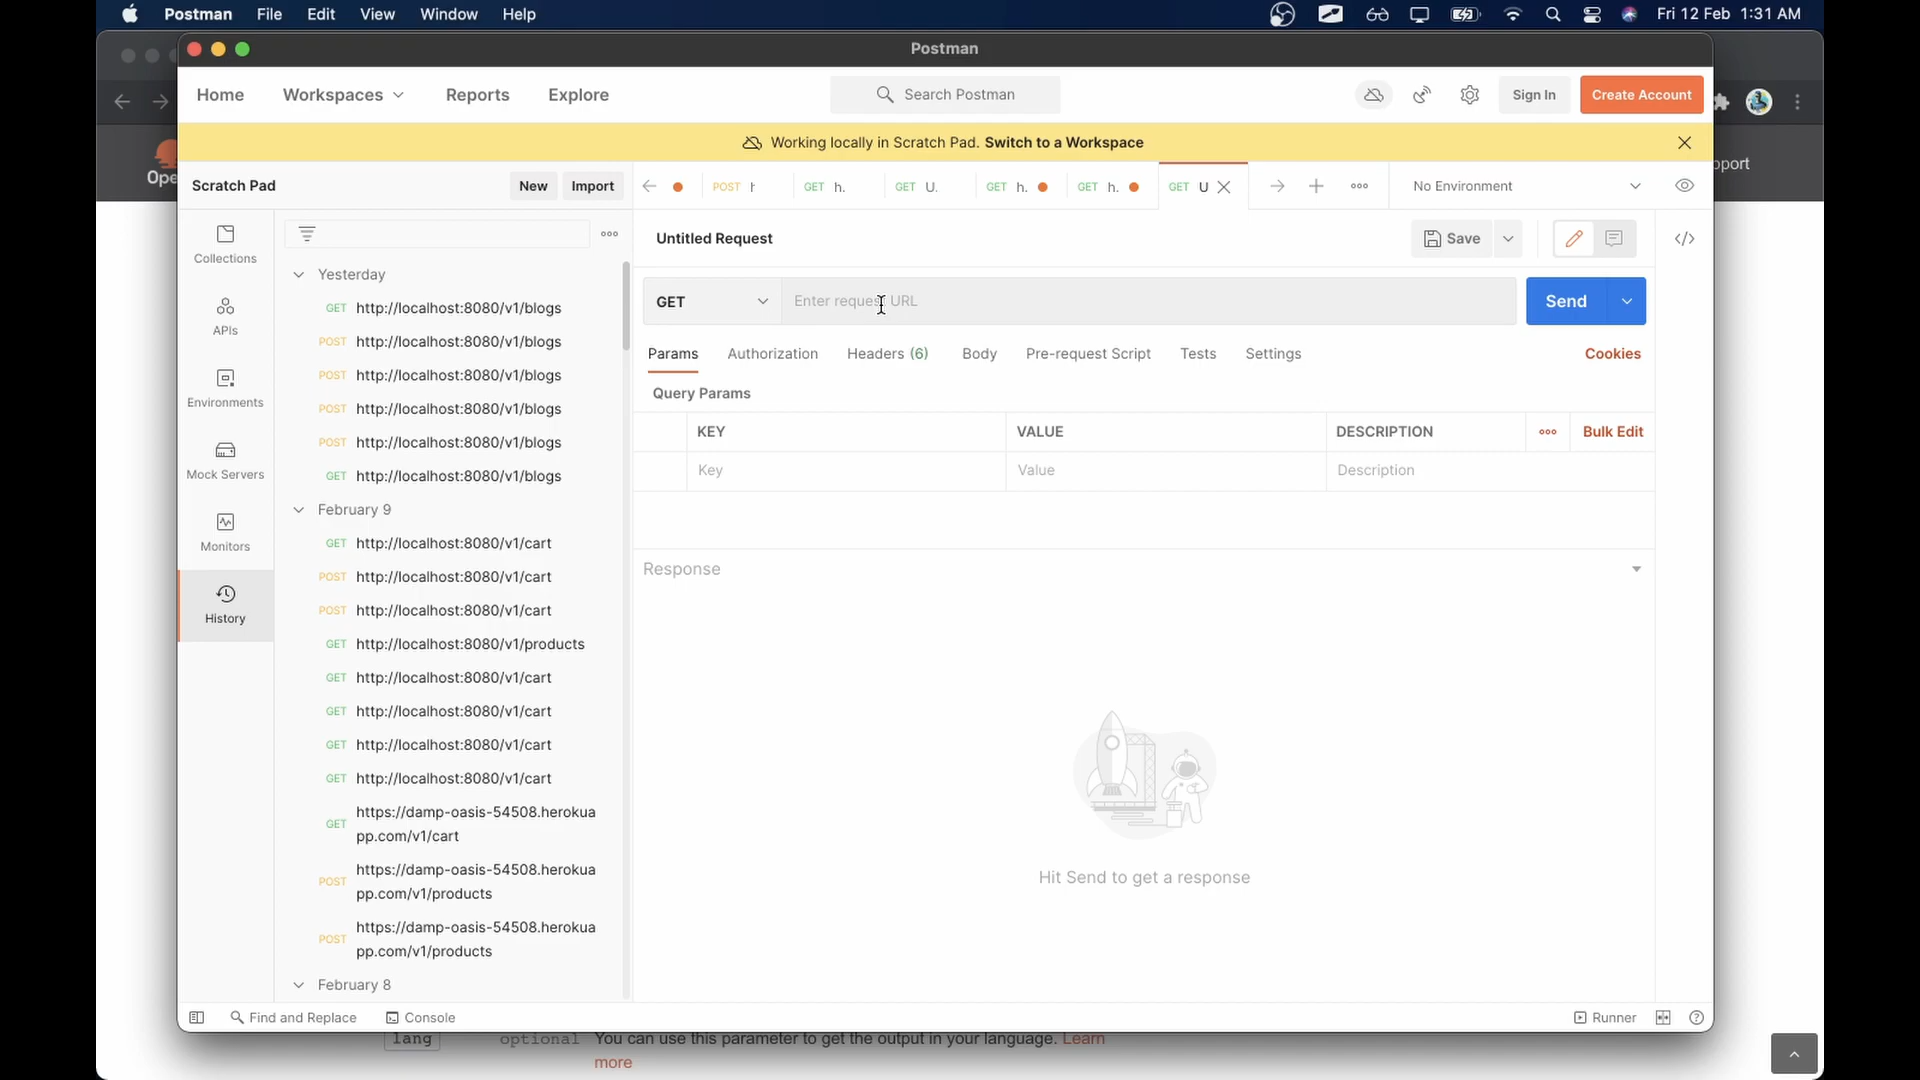 Postman File Edit View Window Help Fri 12 Feb 1:31 AM
Postman
Home Workspaces Reports Explore Search Postman Sign In Create Account
Working locally in Scratch Pad. Switch to a Workspace
Ope
pport
Scratch Pad New Import POST h GET h. GET U. GET h. GET h. GET U No Environment
Collections
APIs
Environments
Mock Servers
Monitors
History
Yesterday
GET http://localhost:8080/v1/blogs
POST http://localhost:8080/v1/blogs
POST http://localhost:8080/v1/blogs
POST http://localhost:8080/v1/blogs
POST http://localhost:8080/v1/blogs
GET http://localhost:8080/v1/blogs
February 9
GET http://localhost:8080/v1/cart
POST http://localhost:8080/v1/cart
POST http://localhost:8080/v1/cart
GET http://localhost:8080/v1/products
GET http://localhost:8080/v1/cart
GET http://localhost:8080/v1/cart
GET http://localhost:8080/v1/cart
GET http://localhost:8080/v1/cart
GET https://damp-oasis-54508.herokua
pp.com/v1/cart
POST https://damp-oasis-54508.herokua
pp.com/v1/products
POST https://damp-oasis-54508.herokua
pp.com/v1/products
February 8
Untitled Request Save
GET Enter request URL Send
Params Authorization Headers (6) Body Pre-request Script Tests Settings Cookies
Query Params
KEY VALUE DESCRIPTION Bulk Edit
Key Value Description
Response
Hit Send to get a response
Find and Replace Console Runner
lang optional You can use this parameter to get the output in your language. Learn
more